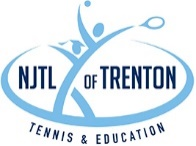 NJTL OF TRENTON
TENNIS & EDUCATION